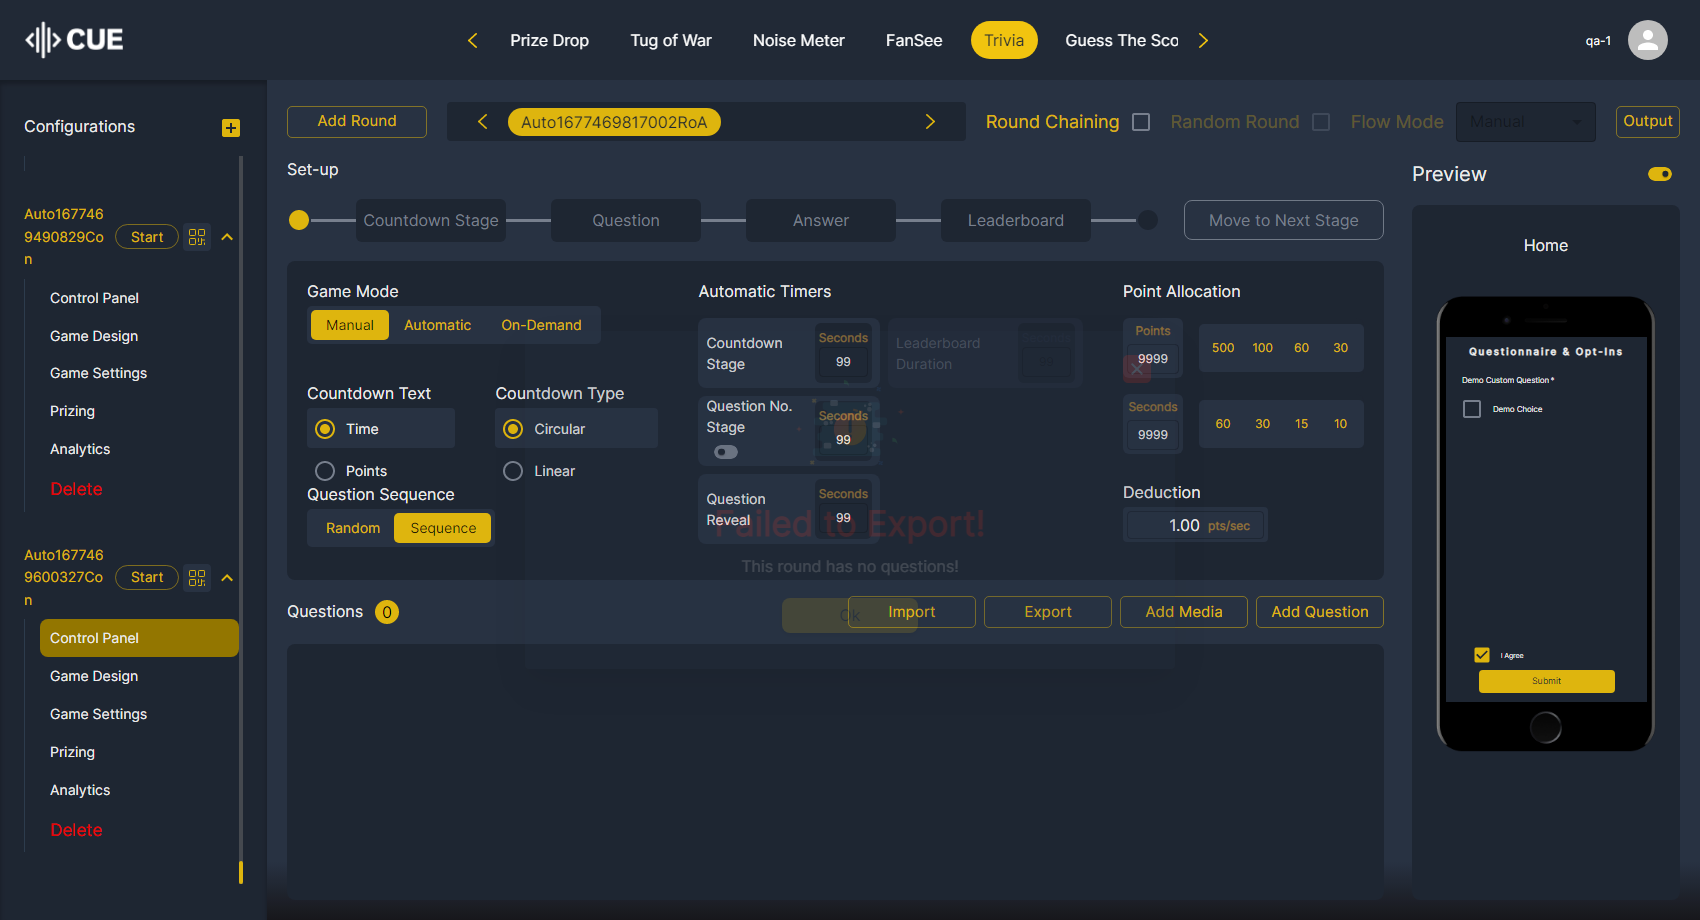 CUE
Prize Drop
Tug of War
Noise Meter
FanSee
Trivia
Guess The Sco
qa-1
Configurations
Auto167746
9490829Co
n
Start
Control Panel
Game Design
Game Settings
Prizing
Analytics
Delete
Auto167746
9600327Co
n
Start
Control Panel
Game Design
Game Settings
Prizing
Analytics
Delete
Add Round
Auto1677469817002RoA
Round Chaining
Random Round
Flow Mode
Manual
Output
Set-up
Countdown Stage
Question
Answer
Leaderboard
Move to Next Stage
Game Mode
Manual
Automatic
On-Demand
Countdown Text
Time
Points
Countdown Type
Circular
Linear
Question Sequence
Random
Sequence
Automatic Timers
Countdown
Stage
Seconds
99
Leaderboard
Duration
Question No.
Stage
Seconds
99
Question
Reveal
Seconds
99
Point Allocation
Points
9999
500
100
60
30
Seconds
9999
60
30
15
10
Deduction
1.00 pts/sec
Failed to Export!
This round has no questions!
Ok
Questions 0
Import
Export
Add Media
Add Question
Preview
Home
Questionnaire & Opt-Ins
Demo Custom Question *
Demo Choice
I Agree
Submit